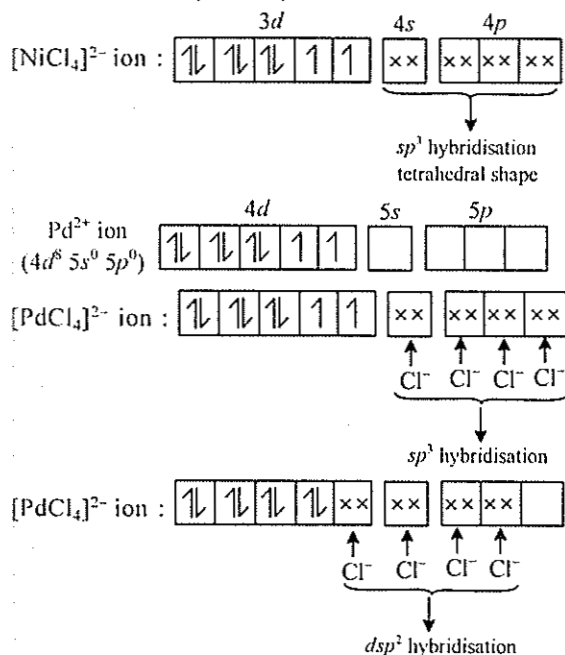 3d 4s 4p
[NiCl₄]²⁻ ion : ⥮ ⥮ ⥮ ↿ ↿ ×× ×× ×× ××
sp³ hybridisation
tetrahedral shape
4d 5s 5p
Pd²⁺ ion
(4d⁸ 5s⁰ 5p⁰) ⥮ ⥮ ⥮ ↿ ↿
[PdCl₄]²⁻ ion : ⥮ ⥮ ⥮ ↿ ↿ ×× ×× ×× ××
Cl⁻ Cl⁻ Cl⁻ Cl⁻
sp³ hybridisation
[PdCl₄]²⁻ ion : ⥮ ⥮ ⥮ ⥮ ×× ×× ×× ××
Cl⁻ Cl⁻ Cl⁻ Cl⁻
dsp² hybridisation